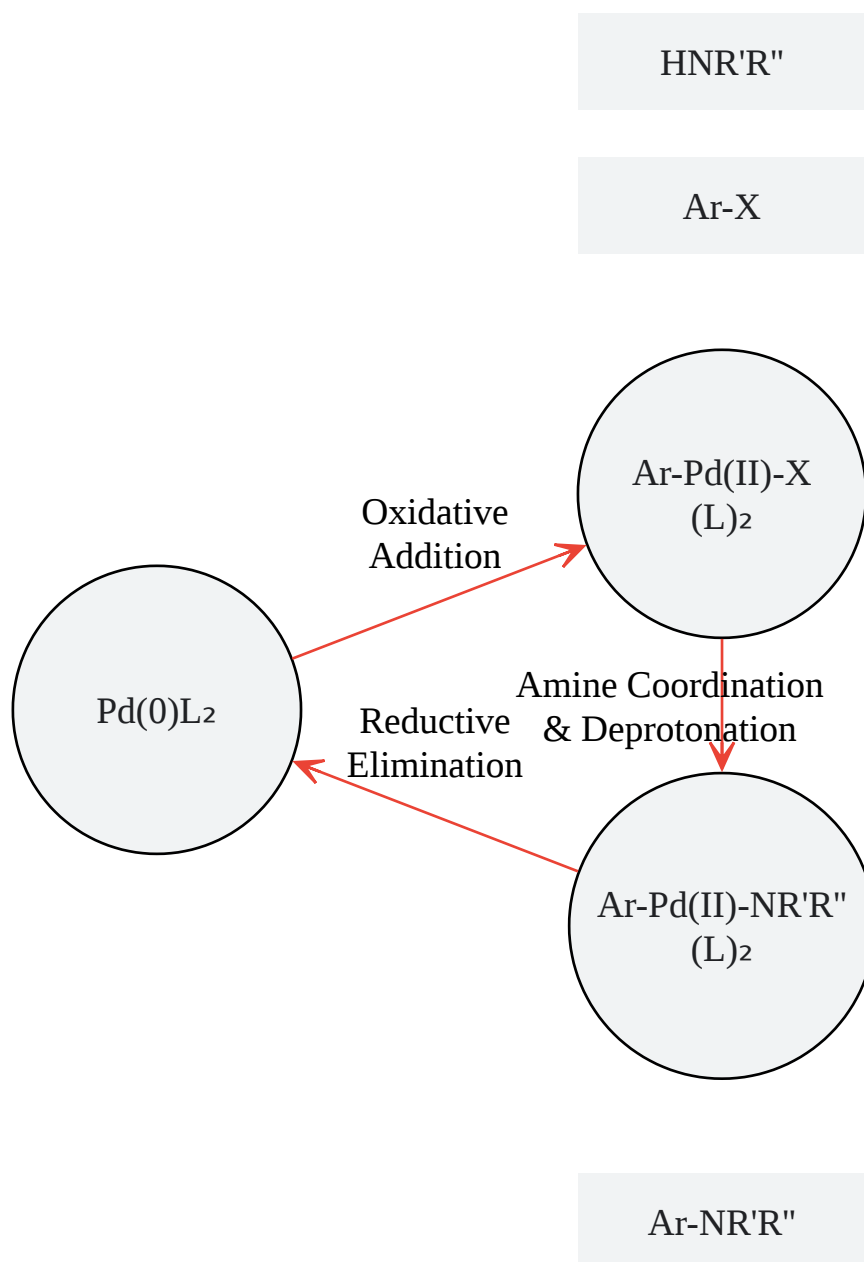 HNR'R"
Ar-X
Ar-Pd(II)-X
(L)₂
Oxidative
Addition
Pd(0)L₂
Amine Coordination
& Deprotonation
Reductive
Elimination
Ar-Pd(II)-NR'R"
(L)₂
Ar-NR'R"